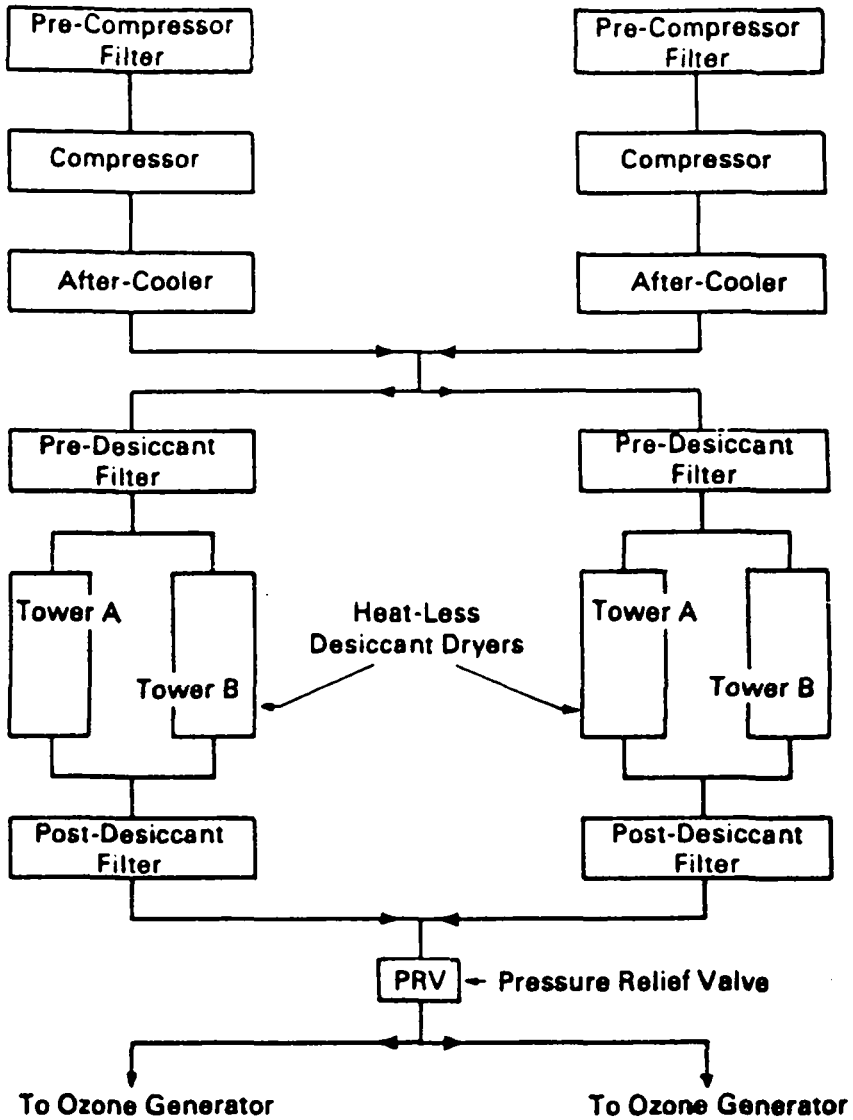 Pre-Compressor
Filter
Pre-Compressor
Filter
Compressor
Compressor
After-Cooler
After-Cooler
Pre-Desiccant
Filter
Pre-Desiccant
Filter
Tower A
Tower B
Heat-Less
Desiccant Dryers
Tower A
Tower B
Post-Desiccant
Filter
Post-Desiccant
Filter
PRV
Pressure Relief Valve
To Ozone Generator
To Ozone Generator